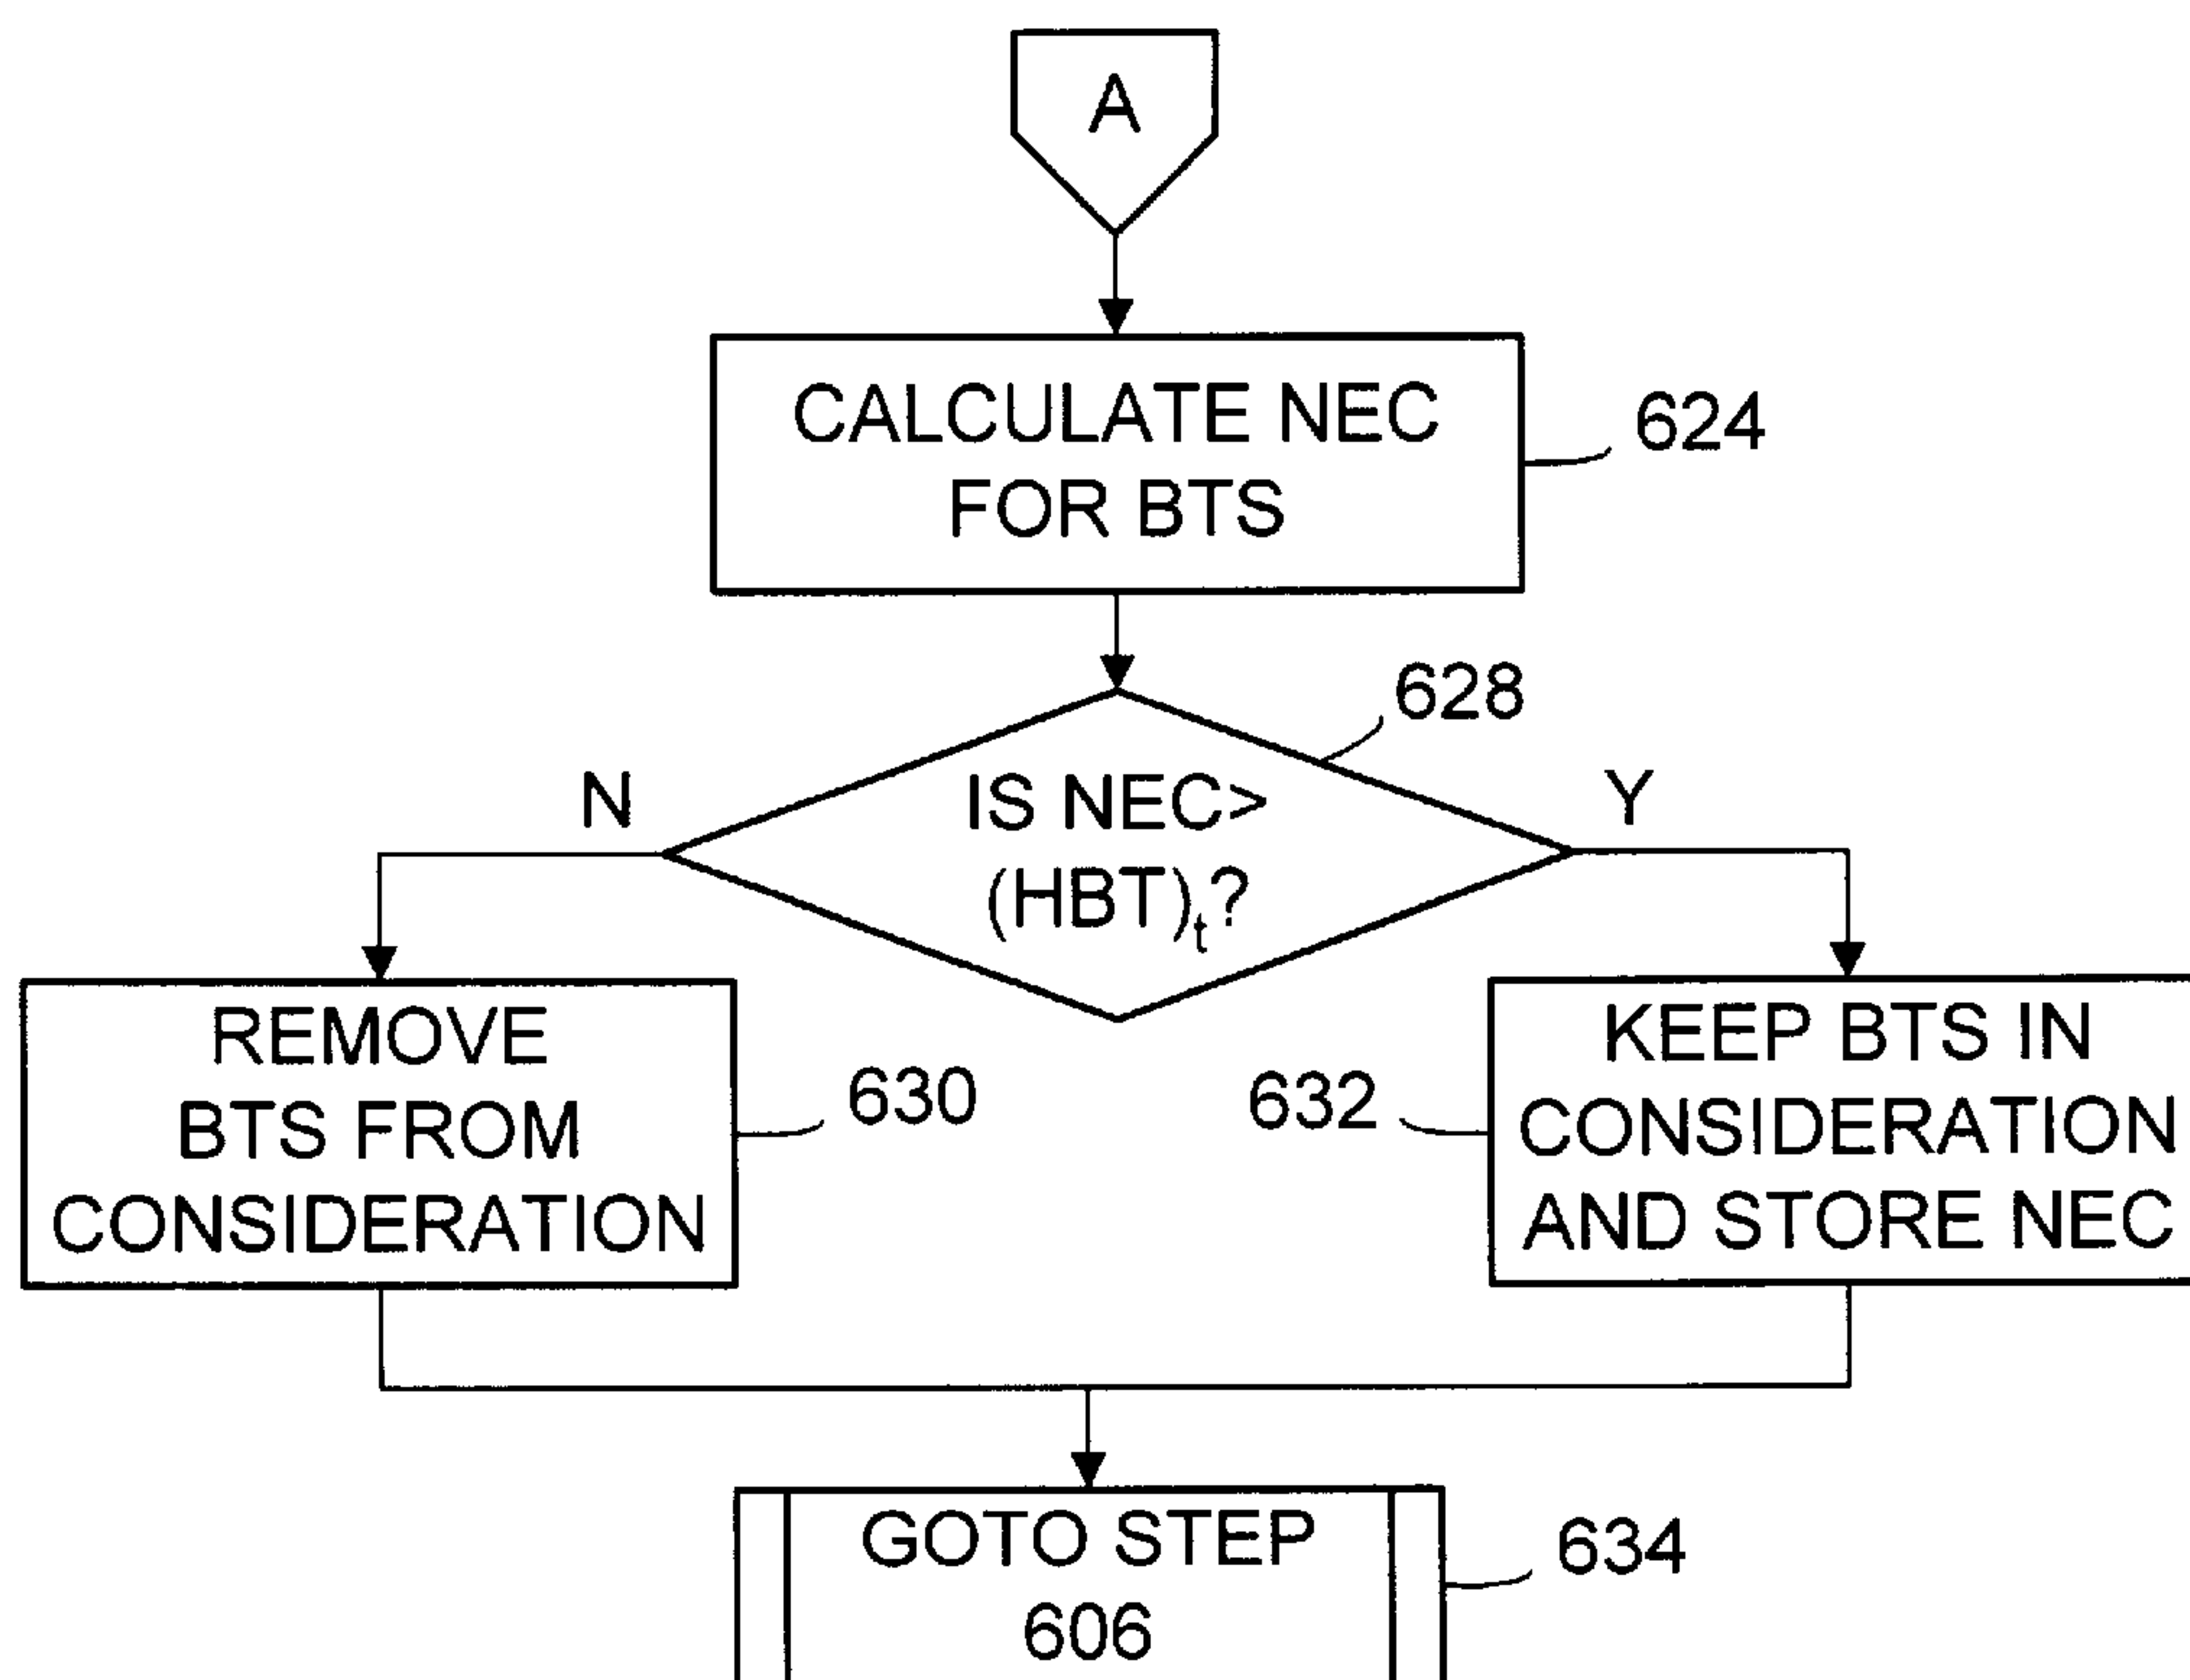 A
CALCULATE NEC
FOR BTS
624
628
N
IS NEC>
(HBT)t?
Y
REMOVE
BTS FROM
CONSIDERATION
630
632
KEEP BTS IN
CONSIDERATION
AND STORE NEC
GOTO STEP
606
634